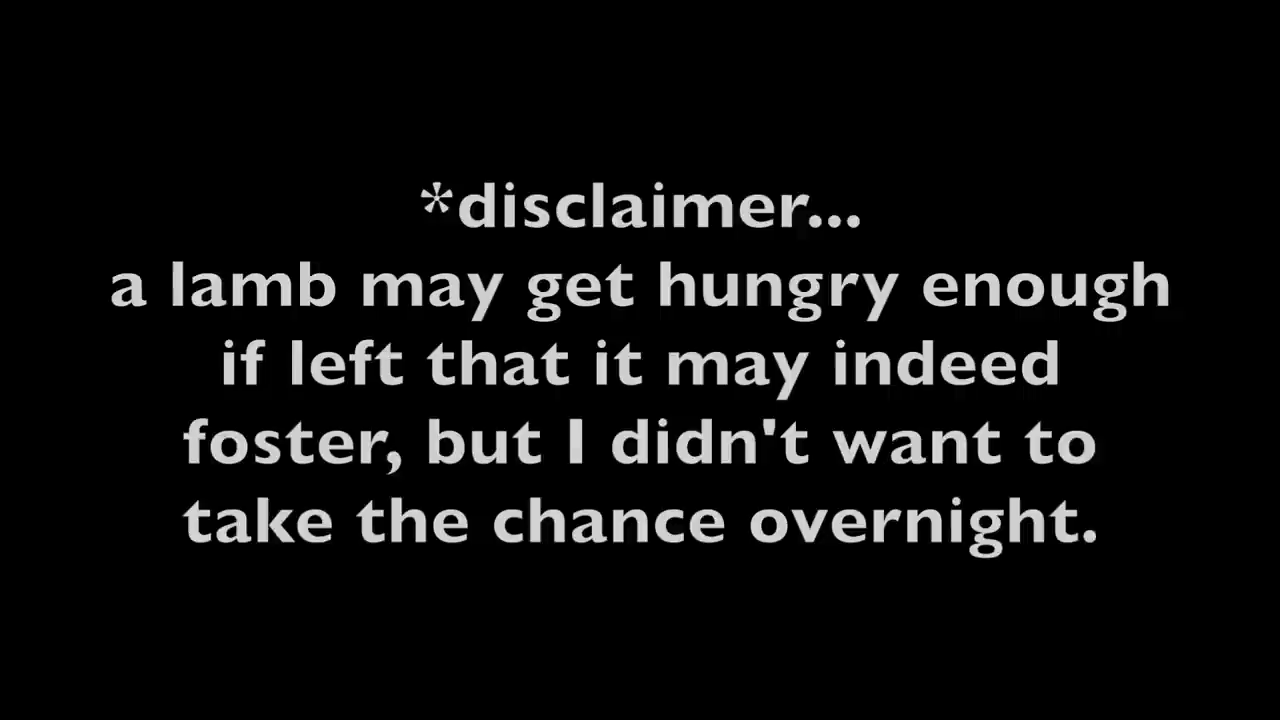 *disclaimer...
a lamb may get hungry enough
if left that it may indeed
foster, but I didn't want to
take the chance overnight.